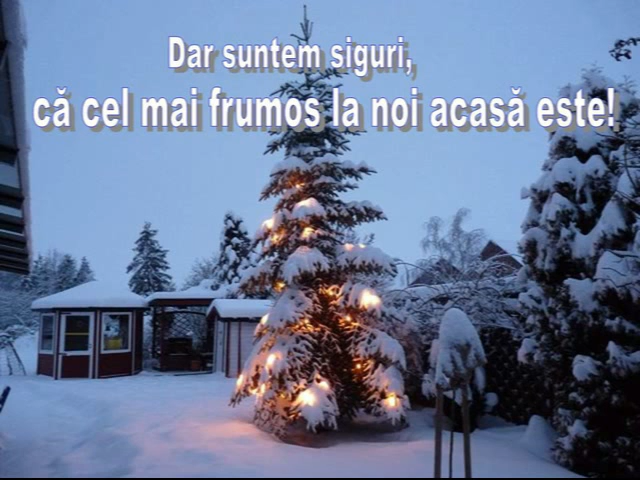 Dar suntem siguri,
că cel mai frumos la noi acasă este!